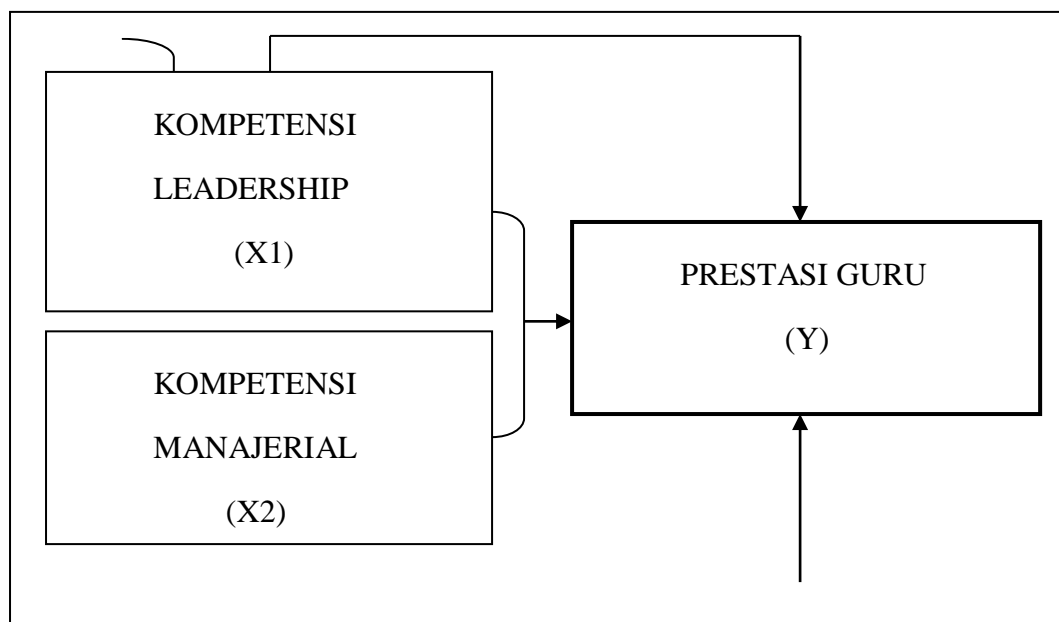 KOMPETENSI
LEADERSHIP
(X1)
PRESTASI GURU
(Y)
KOMPETENSI
MANAJERIAL
(X2)